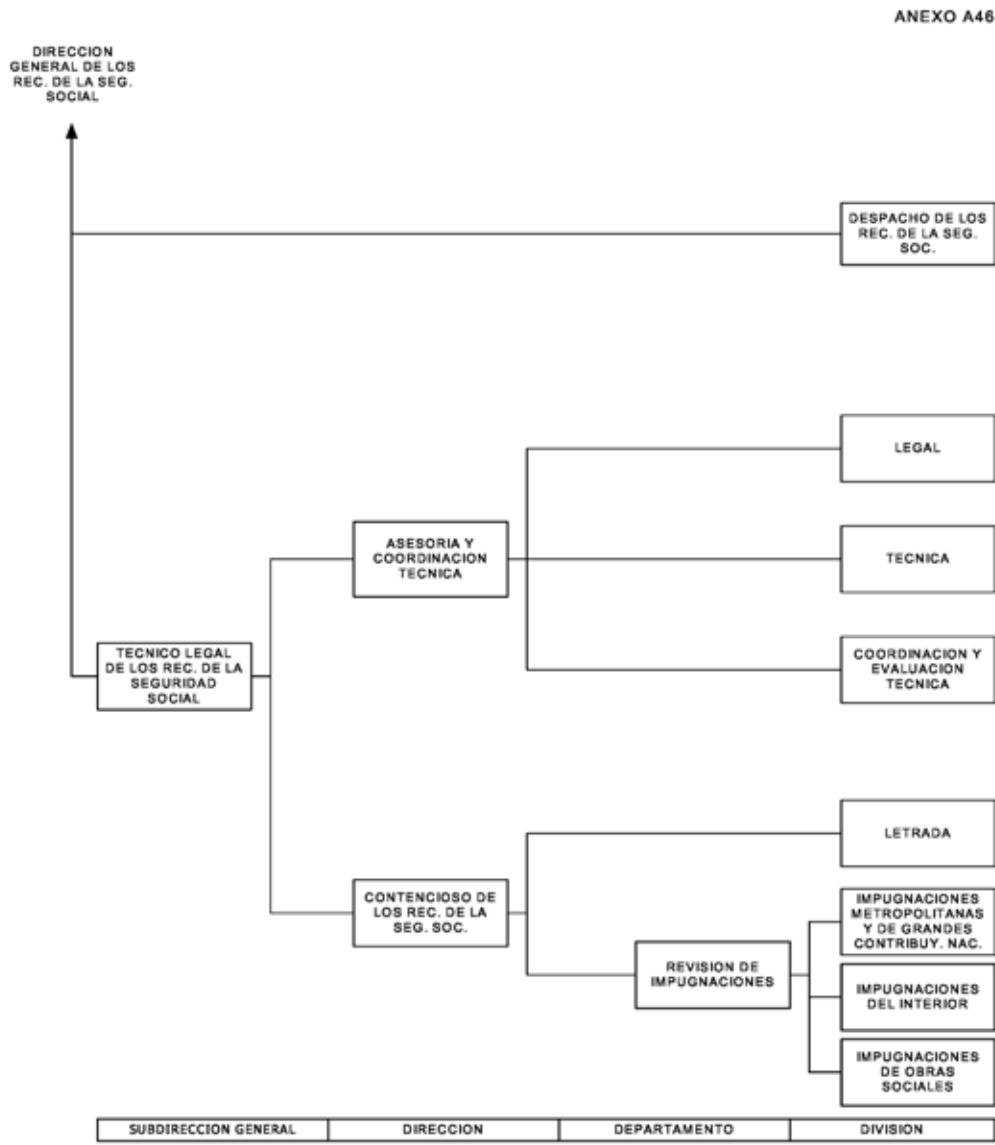 ANEXO A46
DIRECCION
GENERAL DE LOS
REC. DE LA SEG.
SOCIAL
DESPACHO DE LOS
REC. DE LA SEG.
SOC.
LEGAL
ASESORIA Y
COORDINACION
TECNICA
TECNICA
TECNICO LEGAL
DE LOS REC. DE LA
SEGURIDAD
SOCIAL
COORDINACION Y
EVALUACION
TECNICA
LETRADA
CONTENCIOSO DE
LOS REC. DE LA
SEG. SOC.
IMPUGNACIONES
METROPOLITANAS
Y DE GRANDES
CONTRIBUY. NAC.
REVISION DE
IMPUGNACIONES
IMPUGNACIONES
DEL INTERIOR
IMPUGNACIONES
DE OBRAS
SOCIALES
SUBDIRECCION GENERAL
DIRECCION
DEPARTAMENTO
DIVISION